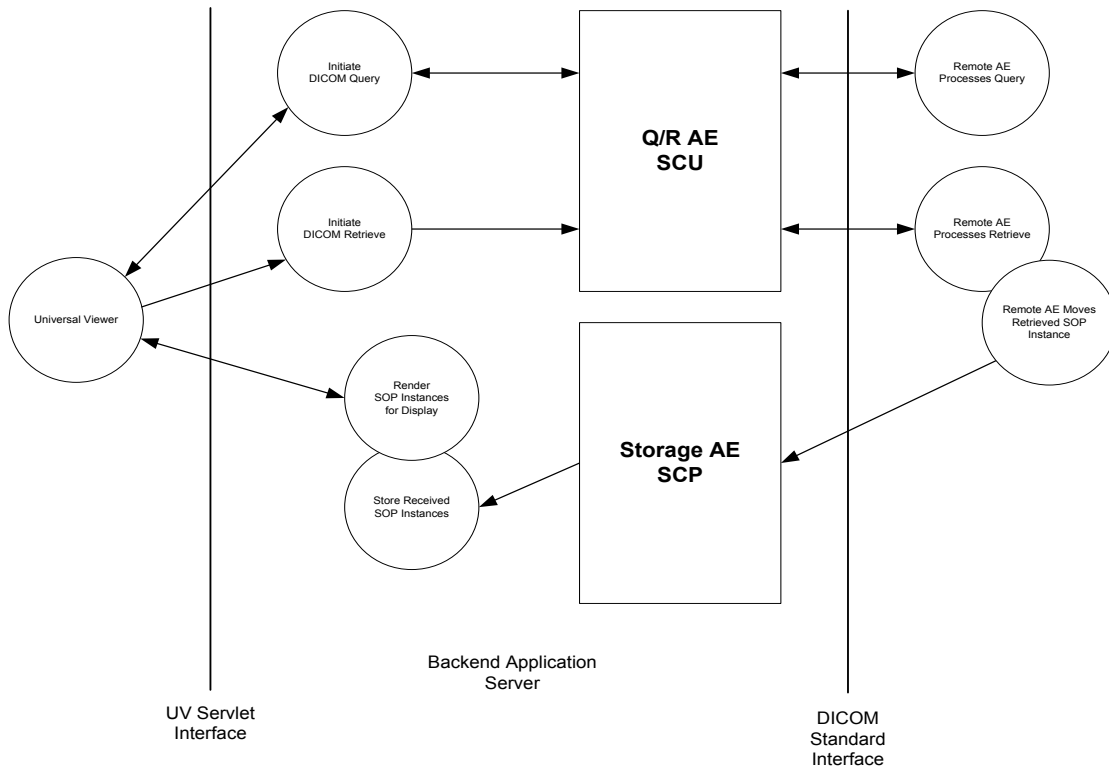 Initiate
DICOM Query
Q/R AE
SCU
Remote AE
Processes Query
Initiate
DICOM Retrieve
Remote AE
Processes Retrieve
Universal Viewer
Remote AE Moves
Retrieved SOP
Instance
Render
SOP Instances
for Display
Storage AE
SCP
Store Received
SOP Instances
Backend Application
Server
UV Servlet
Interface
DICOM
Standard
Interface